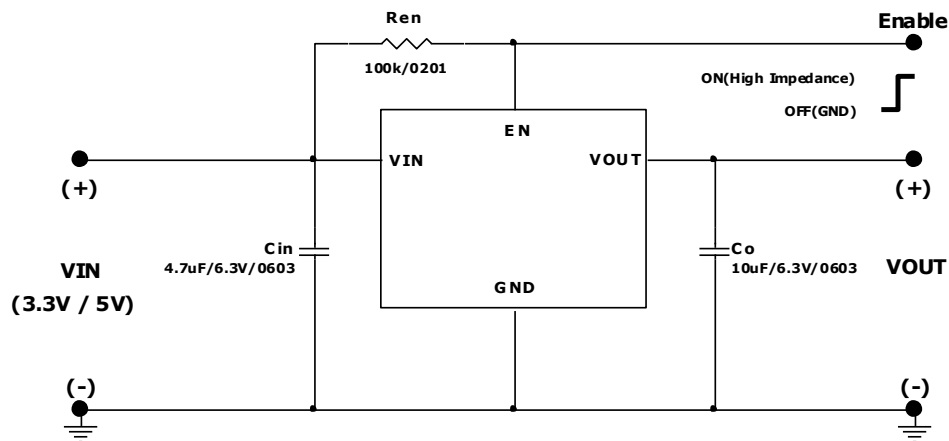 Ren
Enable
100k/0201
ON(High Impedance)
OFF(GND)
EN
VIN
VOUT
(+)
(+)
Cin
4.7uF/6.3V/0603
Co
10uF/6.3V/0603
VIN
(3.3V / 5V)
VOUT
GND
(-)
(-)